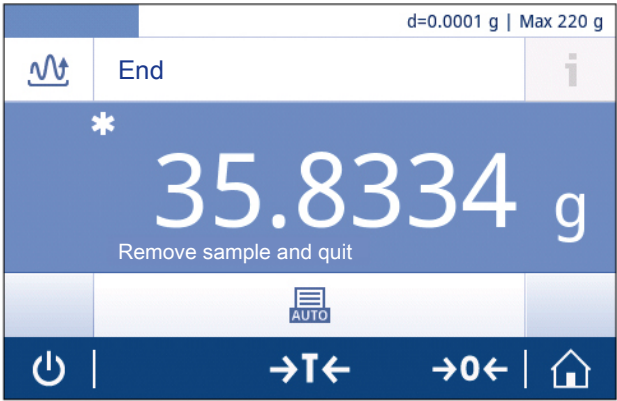 d=0.0001 g | Max 220 g
End
i
* 35.8334 g
Remove sample and quit
AUTO
→T← →0←